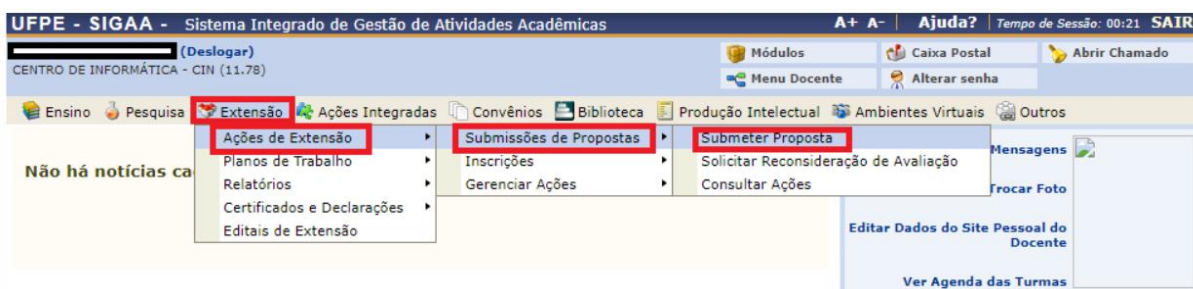 UFPE - SIGAA - Sistema Integrado de Gestão de Atividades Acadêmicas A+ A- Ajuda? Tempo de Sessão: 00:21 SAIR
(Deslogar) Módulos Caixa Postal Abrir Chamado
CENTRO DE INFORMÁTICA - CIN (11.78) Menu Docente Alterar senha
Ensino Pesquisa Extensão Ações Integradas Convênios Biblioteca Produção Intelectual Ambientes Virtuais Outros
Ações de Extensão Submissões de Propostas Submeter Proposta
Planos de Trabalho Inscrições Solicitar Reconsideração de Avaliação
Relatórios Gerenciar Ações Consultar Ações
Certificados e Declarações
Editais de Extensão
Não há notícias ca
Mensagens
Trocar Foto
Editar Dados do Site Pessoal do
Docente
Ver Agenda das Turmas